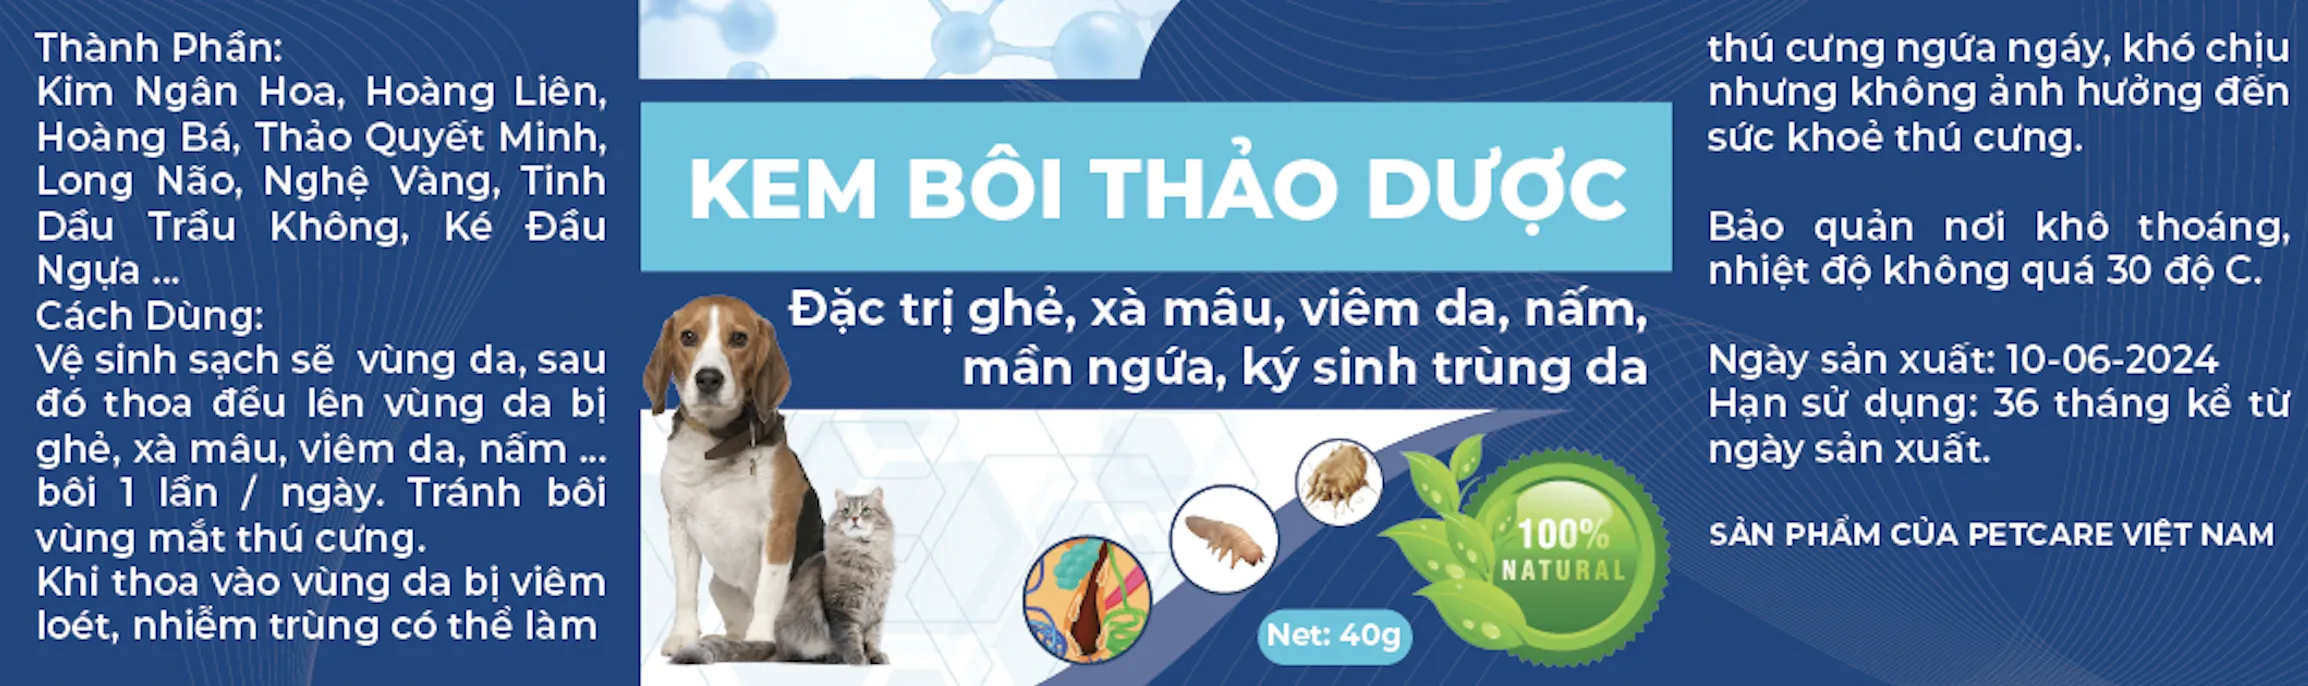 Thành Phần:
Kim Ngân Hoa, Hoàng Liên,
Hoàng Bá, Thảo Quyết Minh,
Long Não, Nghệ Vàng, Tinh
Dầu Trầu Không, Ké Đầu
Ngựa ...
Cách Dùng:
Vệ sinh sạch sẽ vùng da, sau
đó thoa đều lên vùng da bị
ghẻ, xà mâu, viêm da, nấm ...
bôi 1 lần / ngày. Tránh bôi
vùng mắt thú cưng.
Khi thoa vào vùng da bị viêm
loét, nhiễm trùng có thể làm
KEM BÔI THẢO DƯỢC
Đặc trị ghẻ, xà mâu, viêm da, nấm,
mần ngứa, ký sinh trùng da
100%
NATURAL
Net: 40g
thú cưng ngứa ngáy, khó chịu
nhưng không ảnh hưởng đến
sức khoẻ thú cưng.
Bảo quản nơi khô thoáng,
nhiệt độ không quá 30 độ C.
Ngày sản xuất: 10-06-2024
Hạn sử dụng: 36 tháng kể từ
ngày sản xuất.
SẢN PHẨM CỦA PETCARE VIỆT NAM